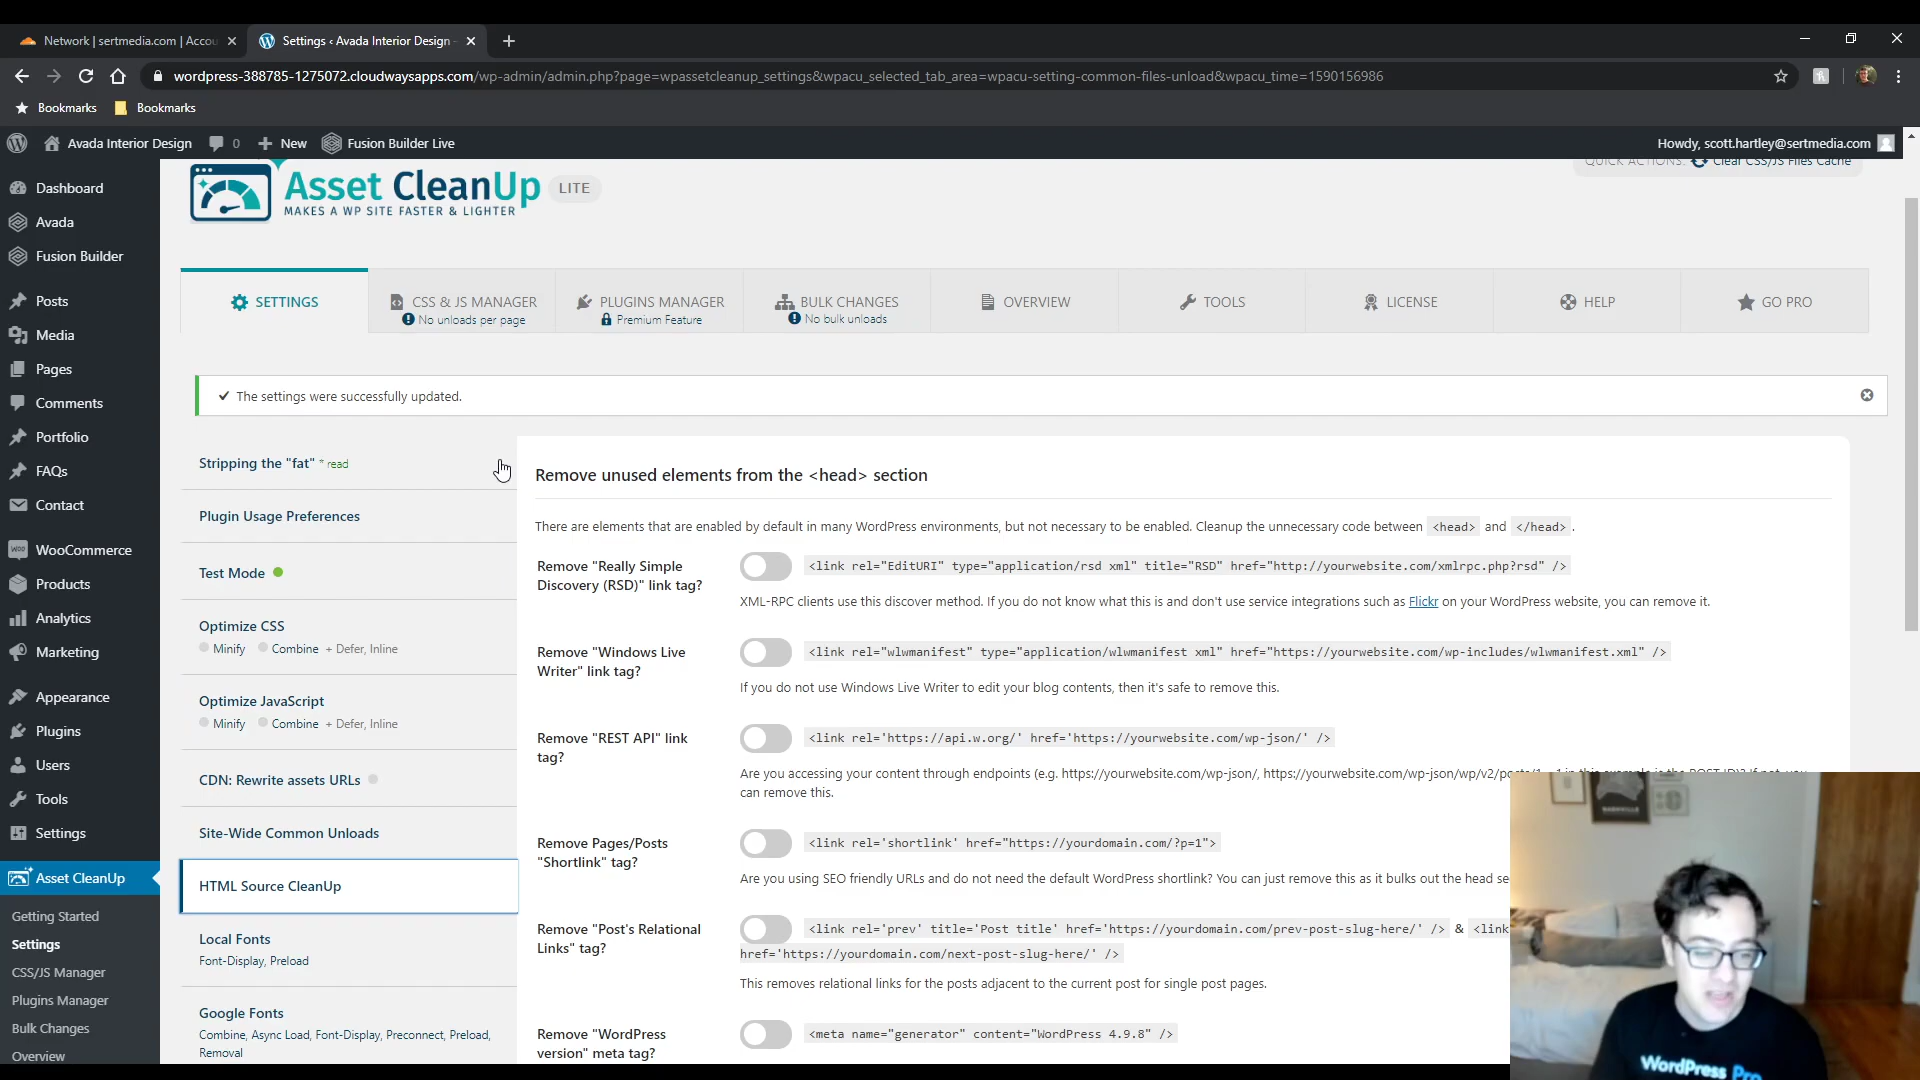 Network | sertmedia.com | Accou
Settings ‹ Avada Interior Design -
wordpress-388785-1275072.cloudwaysapps.com/wp-admin/admin.php?page=wpassetcleanup_settings&wpacu_selected_tab_area=wpacu-setting-common-files-unload&wpacu_time=1590156986
Bookmarks
Bookmarks
Avada Interior Design
0
New
Fusion Builder Live
Howdy, scott.hartley@sertmedia.com
Dashboard
Avada
Fusion Builder
Posts
Media
Pages
Comments
Portfolio
FAQs
Contact
WooCommerce
Products
Analytics
Marketing
Appearance
Plugins
Users
Tools
Settings
Asset CleanUp
Getting Started
Settings
CSS/JS Manager
Plugins Manager
Bulk Changes
Overview
QUICK ACTIONS: Clear CSS/JS Files Cache
Asset CleanUp LITE
MAKES A WP SITE FASTER & LIGHTER
SETTINGS
CSS & JS MANAGER
No unloads per page
PLUGINS MANAGER
Premium Feature
BULK CHANGES
No bulk unloads
OVERVIEW
TOOLS
LICENSE
HELP
GO PRO
The settings were successfully updated.
Stripping the "fat" * read
Plugin Usage Preferences
Test Mode
Optimize CSS
Minify Combine + Defer, Inline
Optimize JavaScript
Minify Combine + Defer, Inline
CDN: Rewrite assets URLs
Site-Wide Common Unloads
HTML Source CleanUp
Local Fonts
Font-Display, Preload
Google Fonts
Combine, Async Load, Font-Display, Preconnect, Preload,
Removal
Remove unused elements from the <head> section
There are elements that are enabled by default in many WordPress environments, but not necessary to be enabled. Cleanup the unnecessary code between <head> and </head> .
Remove "Really Simple
Discovery (RSD)" link tag?
<link rel="EditURI" type="application/rsd xml" title="RSD" href="http://yourwebsite.com/xmlrpc.php?rsd" />
XML-RPC clients use this discover method. If you do not know what this is and don't use service integrations such as Flickr on your WordPress website, you can remove it.
Remove "Windows Live
Writer" link tag?
<link rel="wlwmanifest" type="application/wlwmanifest xml" href="https://yourwebsite.com/wp-includes/wlwmanifest.xml" />
If you do not use Windows Live Writer to edit your blog contents, then it's safe to remove this.
Remove "REST API" link
tag?
<link rel='https://api.w.org/' href='https://yourwebsite.com/wp-json/' />
Are you accessing your content through endpoints (e.g. https://yourwebsite.com/wp-json/, https://yourwebsite.com/wp-json/wp/v2/posts/1
can remove this.
Remove Pages/Posts
"Shortlink" tag?
<link rel='shortlink' href="https://yourdomain.com/?p=1">
Are you using SEO friendly URLs and do not need the default WordPress shortlink? You can just remove this as it bulks out the head se
Remove "Post's Relational
Links" tag?
<link rel='prev' title='Post title' href='https://yourdomain.com/prev-post-slug-here/' /> & <link
href='https://yourdomain.com/next-post-slug-here/' />
This removes relational links for the posts adjacent to the current post for single post pages.
Remove "WordPress
version" meta tag?
<meta name="generator" content="WordPress 4.9.8" />
WordPress Pro